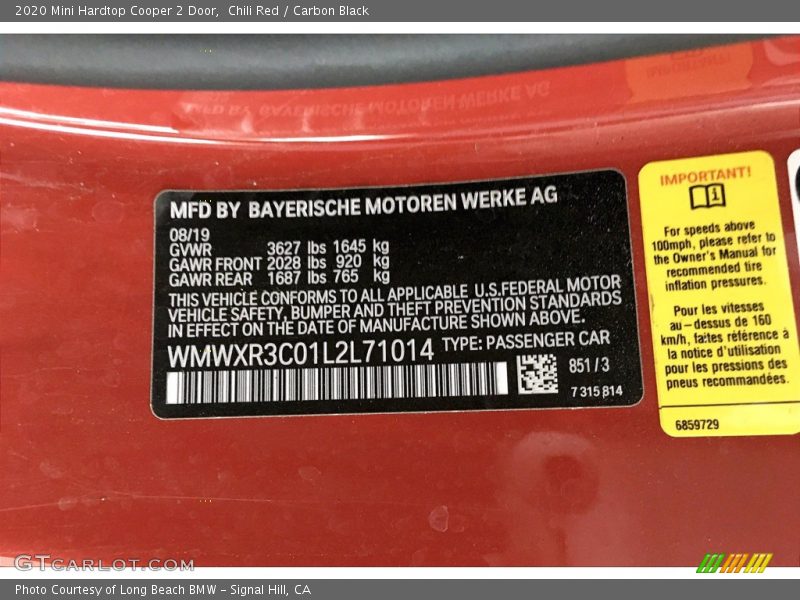 2020 Mini Hardtop Cooper 2 Door,  Chili Red / Carbon Black
MFD BY BAYERISCHE MOTOREN WERKE AG
08/19
GVWR 3627 lbs 1645 kg
GAWR FRONT 2028 lbs 920 kg
GAWR REAR 1687 lbs 765 kg
THIS VEHICLE CONFORMS TO ALL APPLICABLE U.S.FEDERAL MOTOR
VEHICLE SAFETY, BUMPER AND THEFT PREVENTION STANDARDS
IN EFFECT ON THE DATE OF MANUFACTURE SHOWN ABOVE.
WMWXR3C01L2L71014 TYPE: PASSENGER CAR
851/3
7 315 814
IMPORTANT!
For speeds above
100mph, please refer to
the Owner's Manual for
recommended tire
inflation pressures.
Pour les vitesses
au-dessus de 160
km/h, faites référence à
la notice d'utilisation
pour les pressions des
pneus recommandées.
6859729
GTCARLOT.COM
Photo Courtesy of Long Beach BMW - Signal Hill, CA